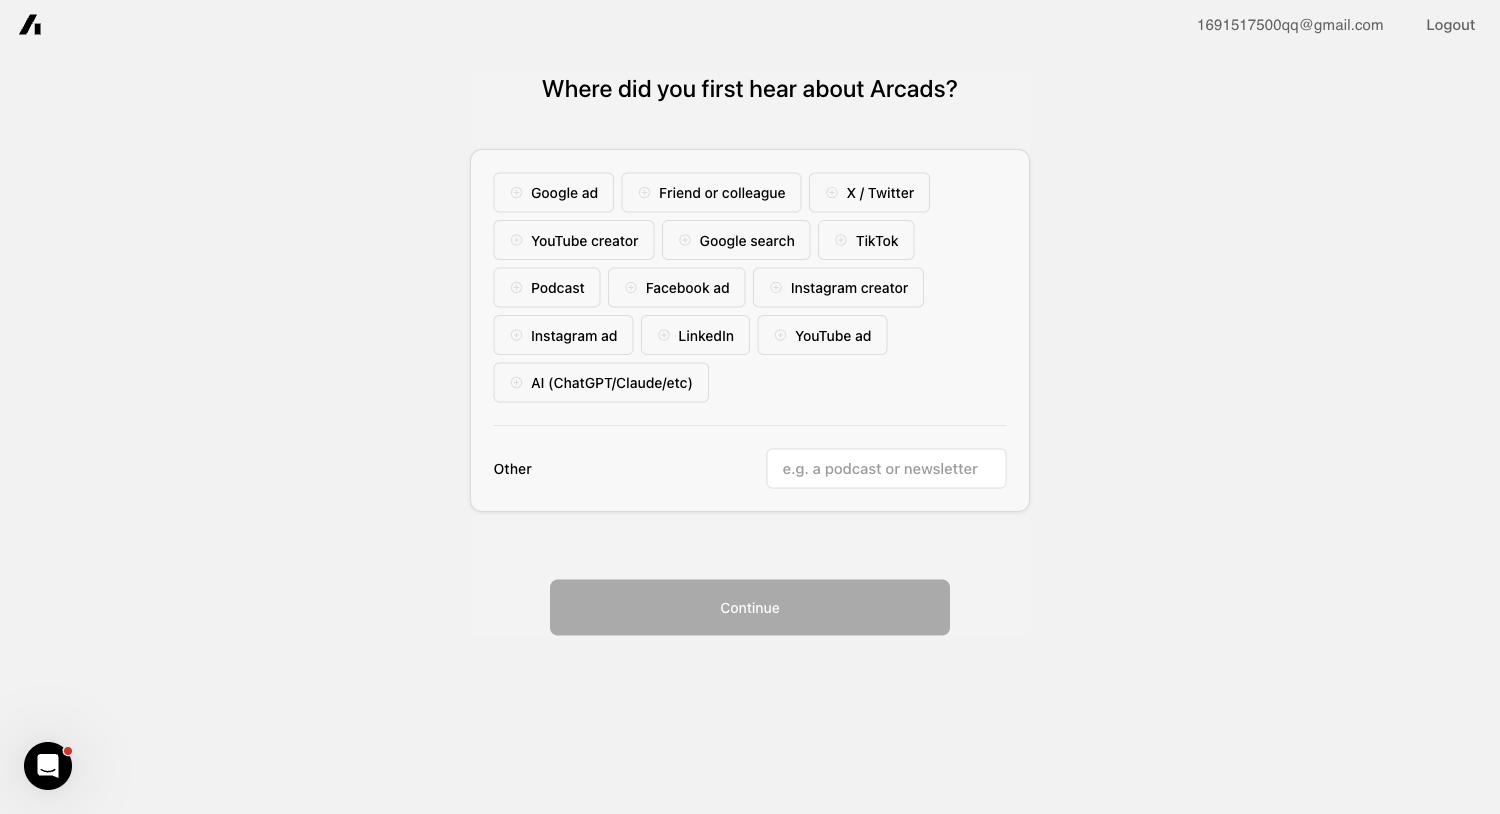 1691517500qq@gmail.com Logout
Where did you first hear about Arcads?
Google ad Friend or colleague X / Twitter
YouTube creator Google search TikTok
Podcast Facebook ad Instagram creator
Instagram ad LinkedIn YouTube ad
AI (ChatGPT/Claude/etc)
Other e.g. a podcast or newsletter
Continue